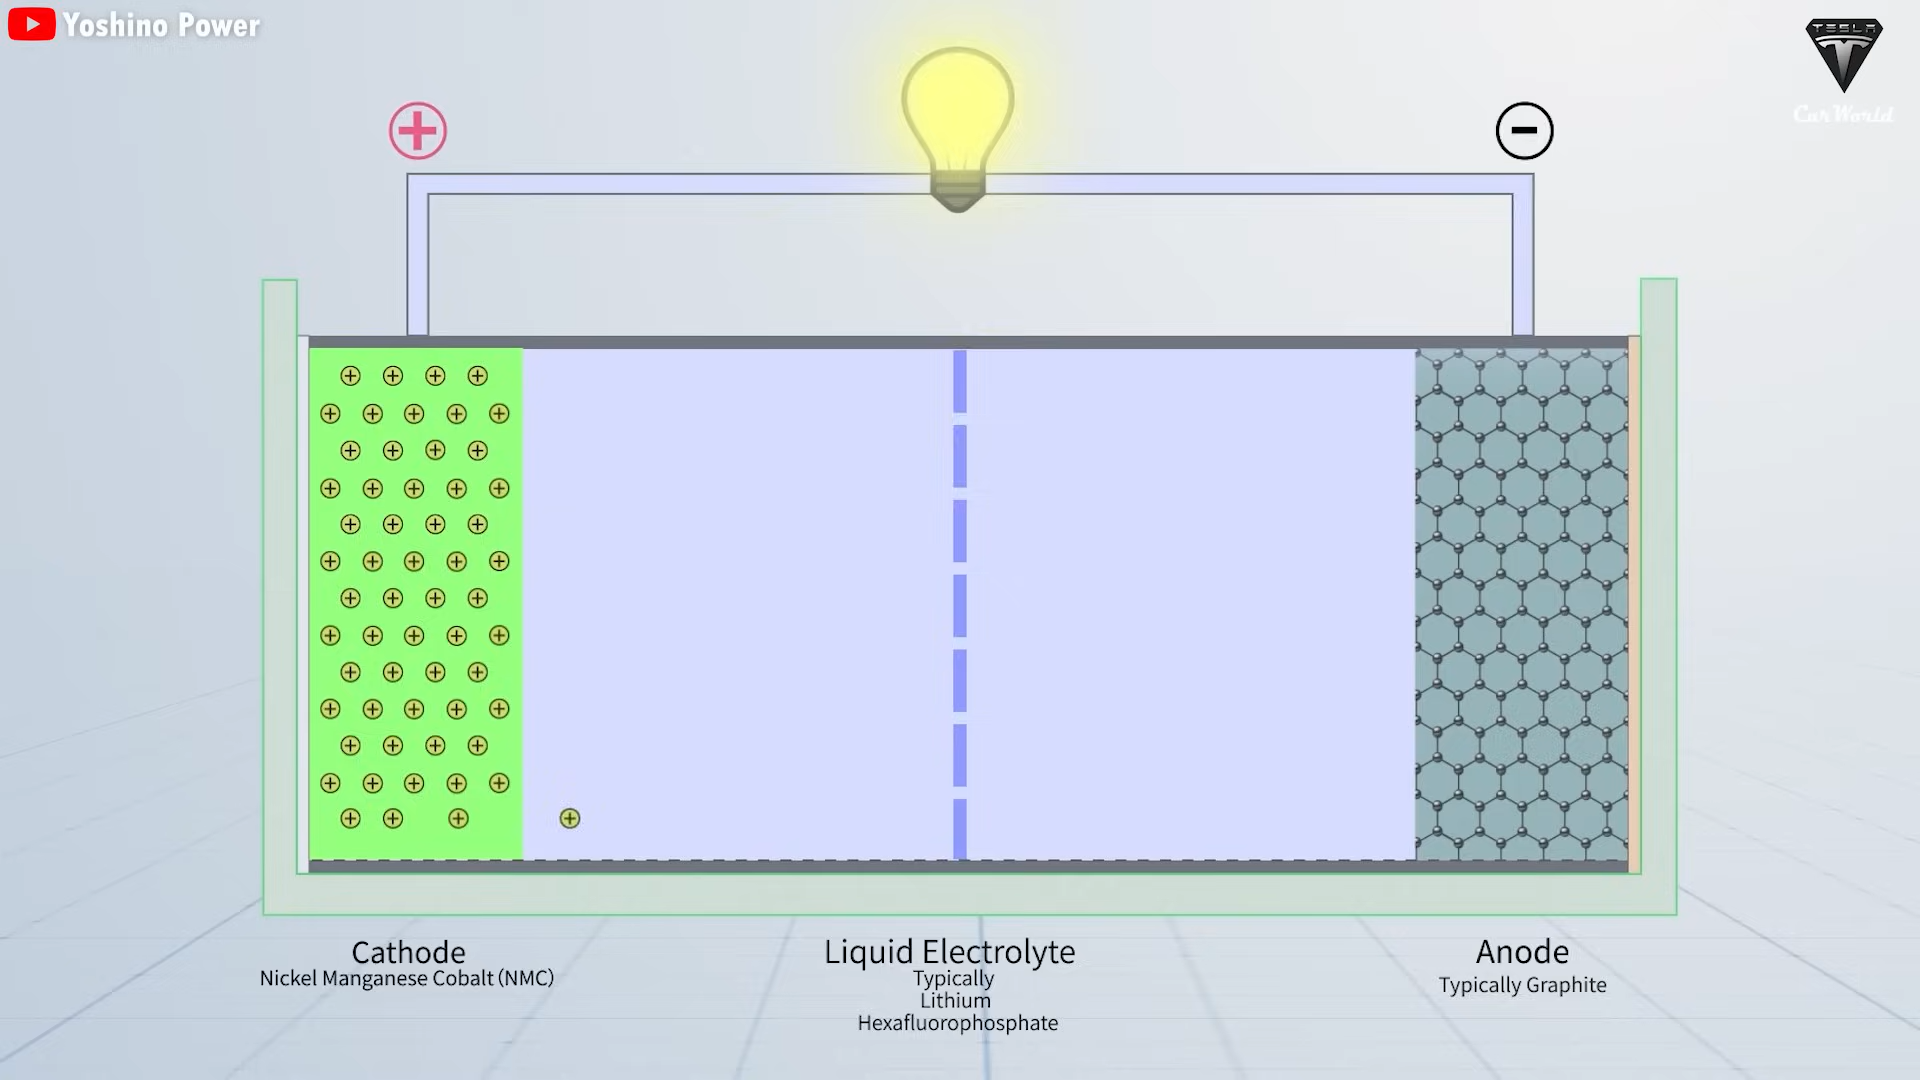 Yoshino Power
TESLA
Car World
Cathode
Nickel Manganese Cobalt (NMC)
Liquid Electrolyte
Typically
Lithium
Hexafluorophosphate
Anode
Typically Graphite